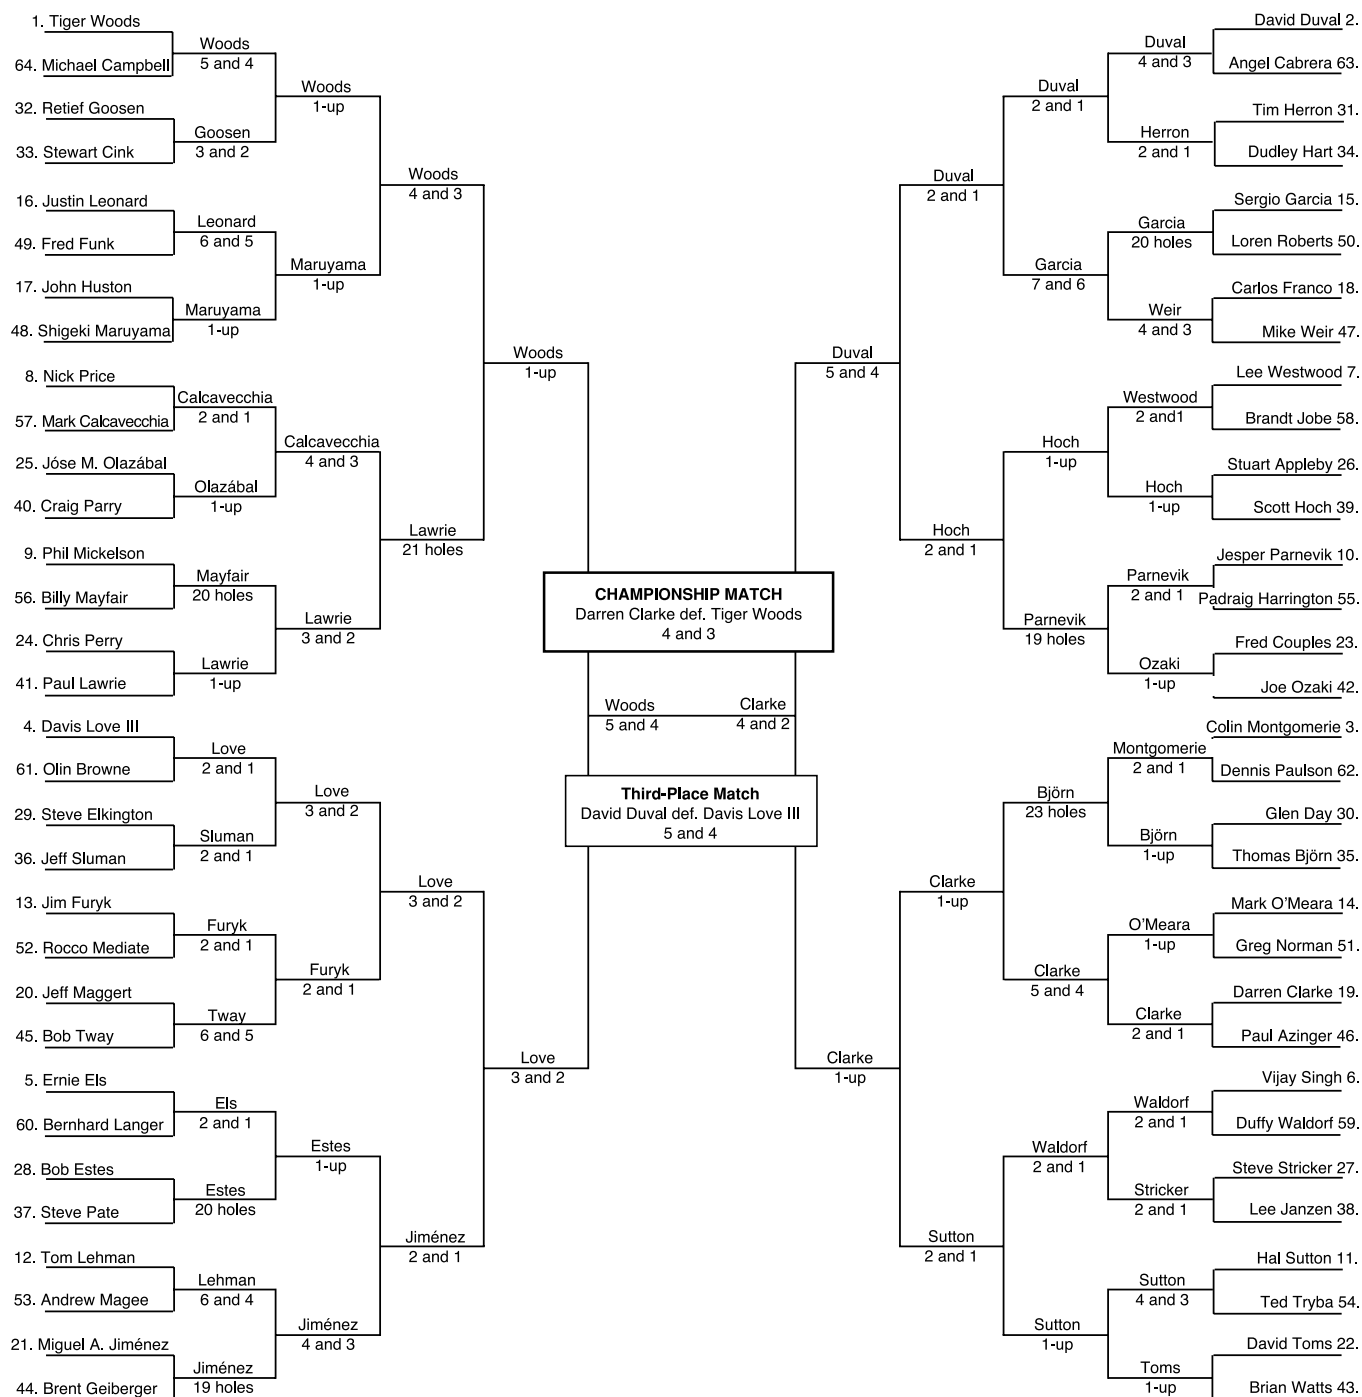 1. Tiger Woods
64. Michael Campbell
32. Retief Goosen
33. Stewart Cink
16. Justin Leonard
49. Fred Funk
17. John Huston
48. Shigeki Maruyama
8. Nick Price
57. Mark Calcavecchia
25. Jóse M. Olazábal
40. Craig Parry
9. Phil Mickelson
56. Billy Mayfair
24. Chris Perry
41. Paul Lawrie
4. Davis Love III
61. Olin Browne
29. Steve Elkington
36. Jeff Sluman
13. Jim Furyk
52. Rocco Mediate
20. Jeff Maggert
45. Bob Tway
5. Ernie Els
60. Bernhard Langer
28. Bob Estes
37. Steve Pate
12. Tom Lehman
53. Andrew Magee
21. Miguel A. Jiménez
44. Brent Geiberger
Woods
5 and 4
Goosen
3 and 2
Leonard
6 and 5
Maruyama
1-up
Calcavecchia
2 and 1
Olazábal
1-up
Mayfair
20 holes
Lawrie
1-up
Love
2 and 1
Sluman
2 and 1
Furyk
2 and 1
Tway
6 and 5
Els
2 and 1
Estes
20 holes
Lehman
6 and 4
Jiménez
19 holes
Woods
1-up
Maruyama
1-up
Calcavecchia
4 and 3
Lawrie
3 and 2
Love
3 and 2
Furyk
2 and 1
Estes
1-up
Jiménez
4 and 3
Woods
4 and 3
Lawrie
21 holes
Love
3 and 2
Jiménez
2 and 1
Woods
1-up
Love
3 and 2
CHAMPIONSHIP MATCH
Darren Clarke def. Tiger Woods
4 and 3
Woods
5 and 4
Clarke
4 and 2
Third-Place Match
David Duval def. Davis Love III
5 and 4
Duval
5 and 4
Clarke
1-up
Duval
2 and 1
Hoch
2 and 1
Clarke
1-up
Sutton
2 and 1
Duval
2 and 1
Garcia
7 and 6
Hoch
1-up
Parnevik
19 holes
Björn
23 holes
Clarke
5 and 4
Waldorf
2 and 1
Sutton
1-up
Duval
4 and 3
Herron
2 and 1
Garcia
20 holes
Weir
4 and 3
Westwood
2 and1
Hoch
1-up
Parnevik
2 and 1
Ozaki
1-up
Montgomerie
2 and 1
Björn
1-up
O'Meara
1-up
Clarke
2 and 1
Waldorf
2 and 1
Stricker
2 and 1
Sutton
4 and 3
Toms
1-up
David Duval 2.
Angel Cabrera 63.
Tim Herron 31.
Dudley Hart 34.
Sergio Garcia 15.
Loren Roberts 50.
Carlos Franco 18.
Mike Weir 47.
Lee Westwood 7.
Brandt Jobe 58.
Stuart Appleby 26.
Scott Hoch 39.
Jesper Parnevik 10.
Padraig Harrington 55.
Fred Couples 23.
Joe Ozaki 42.
Colin Montgomerie 3.
Dennis Paulson 62.
Glen Day 30.
Thomas Björn 35.
Mark O'Meara 14.
Greg Norman 51.
Darren Clarke 19.
Paul Azinger 46.
Vijay Singh 6.
Duffy Waldorf 59.
Steve Stricker 27.
Lee Janzen 38.
Hal Sutton 11.
Ted Tryba 54.
David Toms 22.
Brian Watts 43.